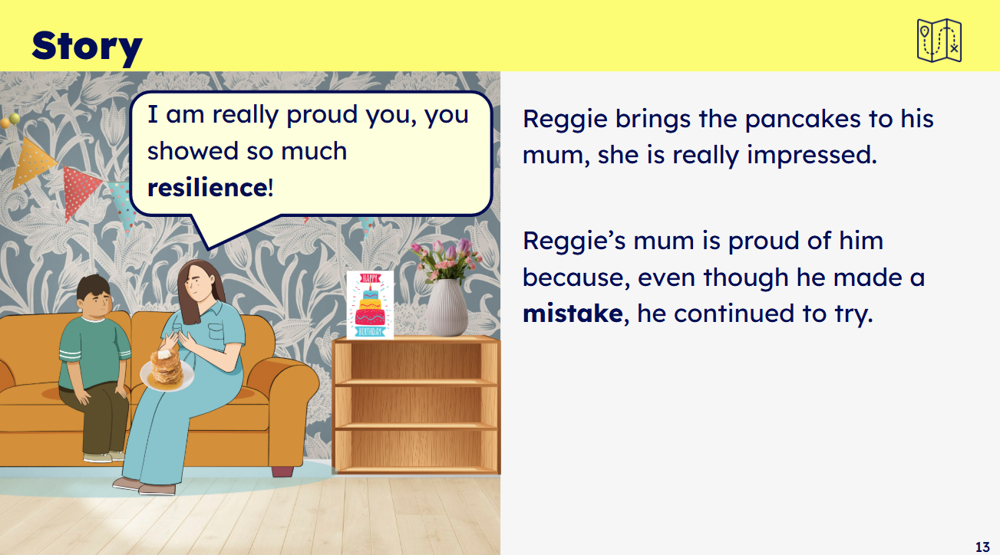 Story
I am really proud you, you
showed so much
resilience!
HAPPY
BIRTHDAY
Reggie brings the pancakes to his
mum, she is really impressed.
Reggie’s mum is proud of him
because, even though he made a
mistake, he continued to try.
13